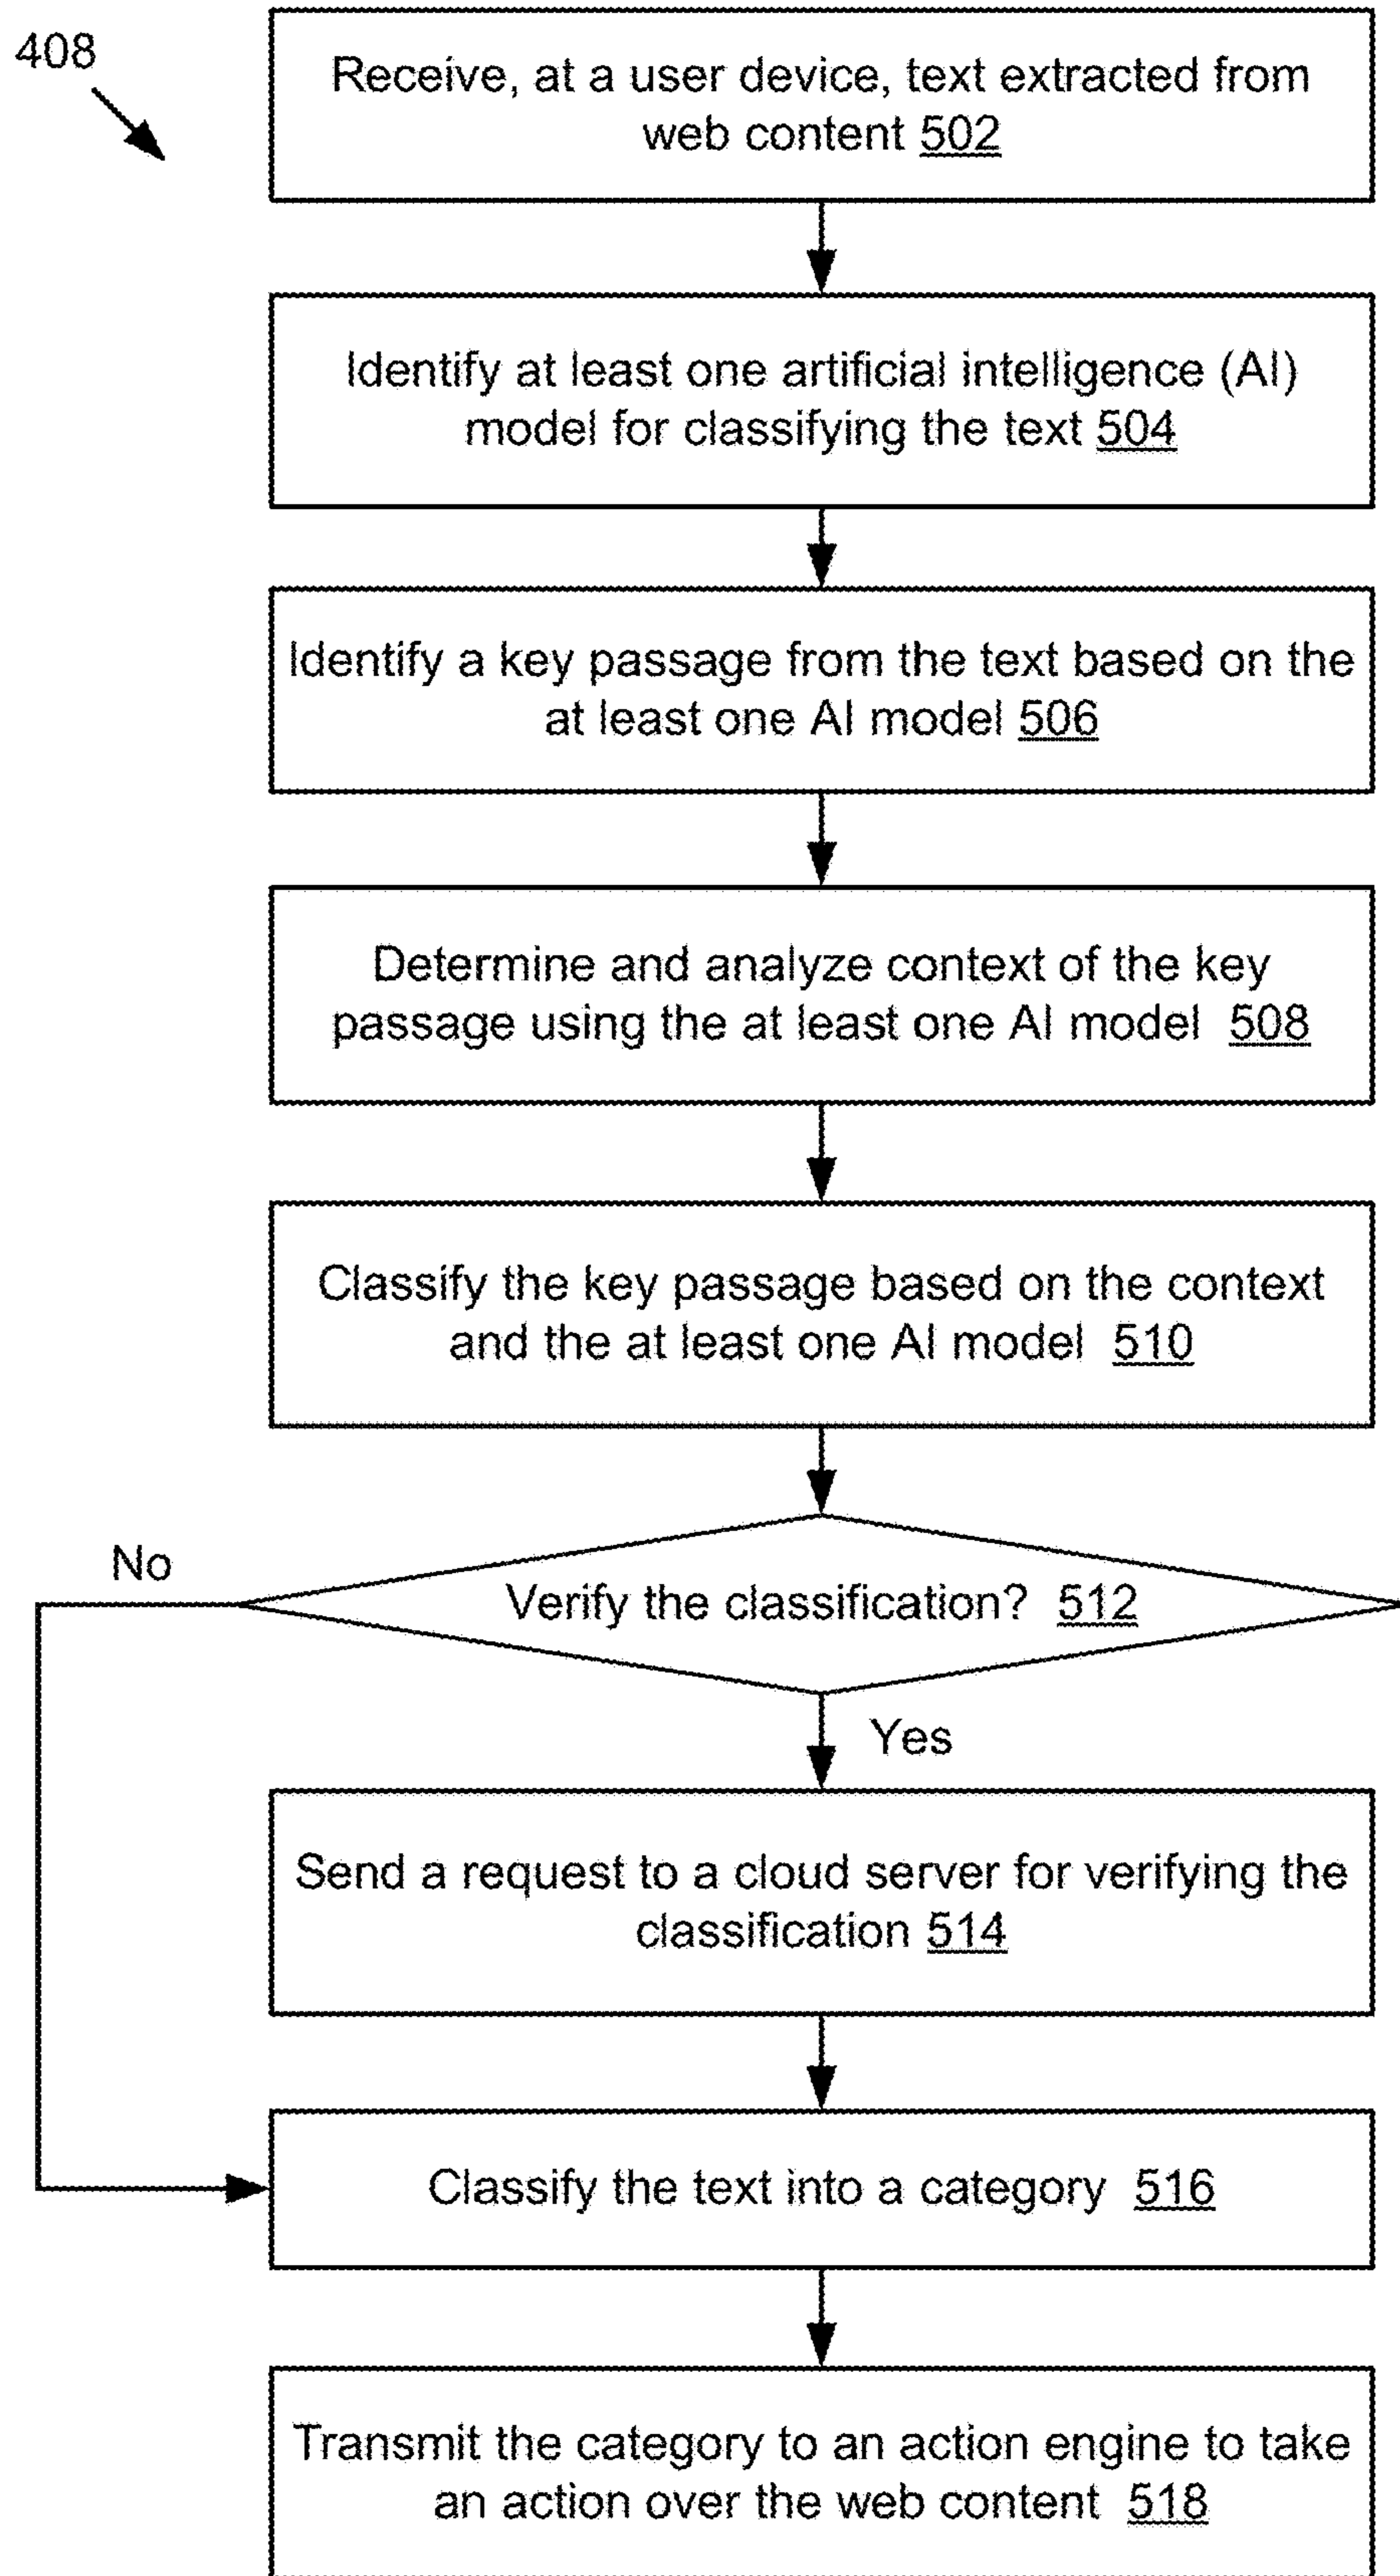 408
Receive, at a user device, text extracted from
web content 502
Identify at least one artificial intelligence (AI)
model for classifying the text 504
Identify a key passage from the text based on the
at least one AI model 506
Determine and analyze context of the key
passage using the at least one AI model 508
Classify the key passage based on the context
and the at least one AI model 510
No
Verify the classification? 512
Yes
Send a request to a cloud server for verifying the
classification 514
Classify the text into a category 516
Transmit the category to an action engine to take
an action over the web content 518